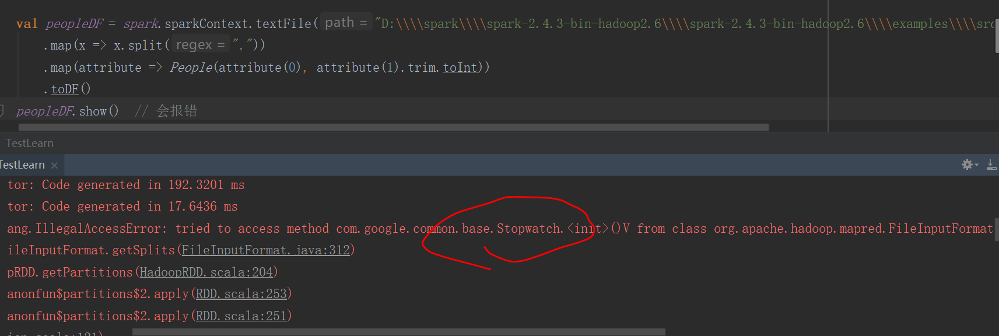 val peopleDF = spark.sparkContext.textFile( path = "D:\\\\spark\\\\spark-2.4.3-bin-hadoop2.6\\\\spark-2.4.3-bin-hadoop2.6\\\\examples\\\\src
.map(x => x.split( regex = ","))
.map(attribute => People(attribute(0), attribute(1).trim.toInt))
.toDF()
peopleDF.show() // 会报错
TestLearn
TestLearn ×
tor: Code generated in 192.3201 ms
tor: Code generated in 17.6436 ms
ang.IllegalAccessError: tried to access method com.google.common.base.Stopwatch.<init>()V from class org.apache.hadoop.mapred.FileInputFormat
ileInputFormat.getSplits(FileInputFormat.java:312)
pRDD.getPartitions(HadoopRDD.scala:204)
anonfun$partitions$2.apply(RDD.scala:253)
anonfun$partitions$2.apply(RDD.scala:251)